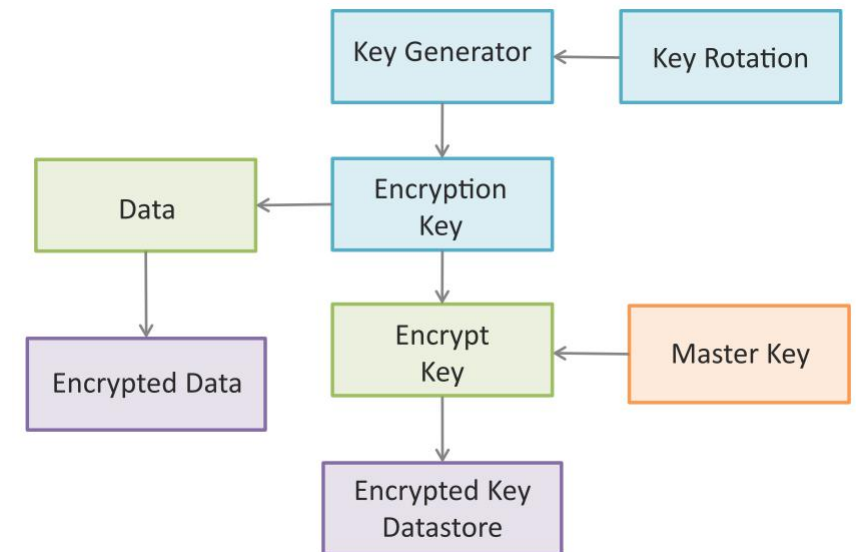 Key Generator
Key Rotation
Data
Encryption
Key
Encrypt
Key
Master Key
Encrypted Data
Encrypted Key
Datastore